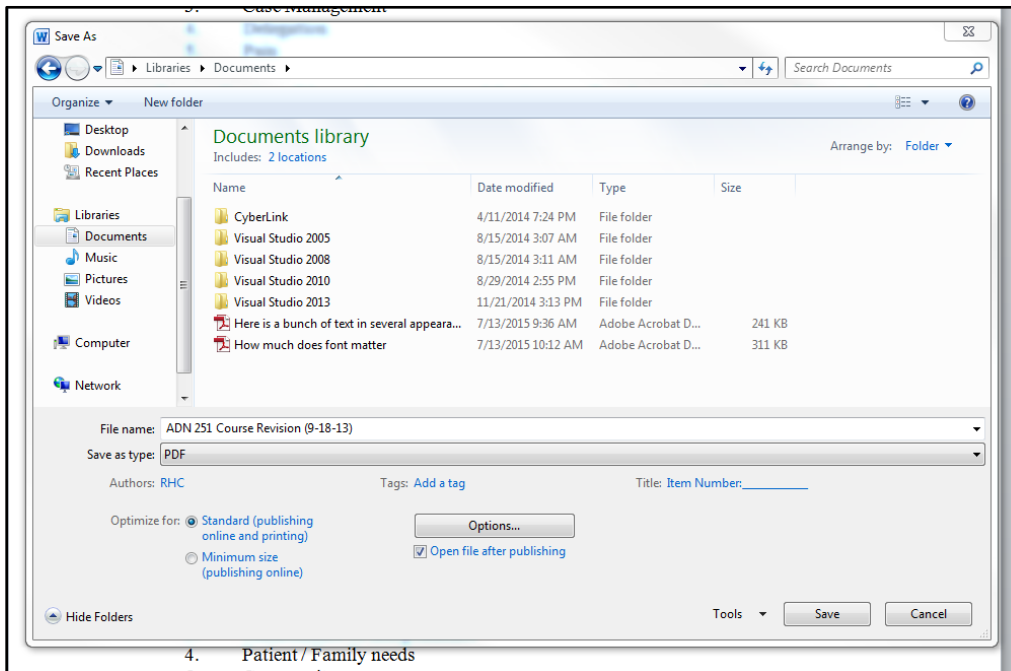 3. Case Management
Save As
Delegation
Pain
Libraries Documents
Search Documents
Organize New folder
Desktop
Downloads
Recent Places
Libraries
Documents
Music
Pictures
Videos
Computer
Network
Documents library
Includes: 2 locations
Arrange by: Folder
Name Date modified Type Size
CyberLink 4/11/2014 7:24 PM File folder
Visual Studio 2005 8/15/2014 3:07 AM File folder
Visual Studio 2008 8/15/2014 3:11 AM File folder
Visual Studio 2010 8/29/2014 2:55 PM File folder
Visual Studio 2013 11/21/2014 3:13 PM File folder
Here is a bunch of text in several appeara... 7/13/2015 9:36 AM Adobe Acrobat D... 241 KB
How much does font matter 7/13/2015 10:12 AM Adobe Acrobat D... 311 KB
File name: ADN 251 Course Revision (9-18-13)
Save as type: PDF
Authors: RHC Tags: Add a tag Title: Item Number:__________
Optimize for: Standard (publishing
online and printing)
Minimum size
(publishing online)
Options...
Open file after publishing
Hide Folders
Tools Save Cancel
4. Patient / Family needs